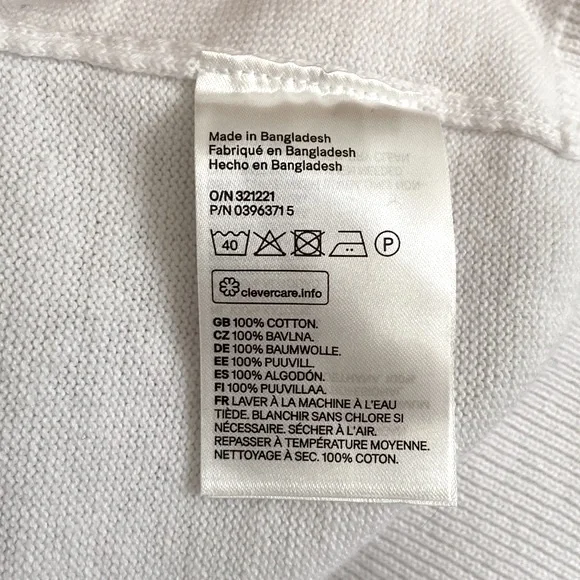 Made in Bangladesh
Fabriqué en Bangladesh
Hecho en Bangladesh
O/N 321221
P/N 0396371 5
40
P
clevercare.info
GB 100% COTTON.
CZ 100% BAVLNA.
DE 100% BAUMWOLLE.
EE 100% PUUVILL.
ES 100% ALGODÓN.
FI 100% PUUVILLAA.
FR LAVER À LA MACHINE À L'EAU
TIÈDE. BLANCHIR SANS CHLORE SI
NÉCESSAIRE. SÉCHER À L'AIR.
REPASSER À TEMPÉRATURE MOYENNE.
NETTOYAGE À SEC. 100% COTON.